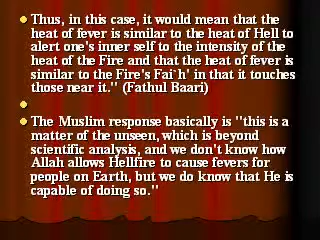 Thus, in this case, it would mean that the
heat of fever is similar to the heat of Hell to
alert one's inner self to the intensity of the
heat of the Fire and that the heat of fever is
similar to the Fire's Fai`h' in that it touches
those near it." (Fathul Baari)
The Muslim response basically is "this is a
matter of the unseen, which is beyond
scientific analysis, and we don't know how
Allah allows Hellfire to cause fevers for
people on Earth, but we do know that He is
capable of doing so."